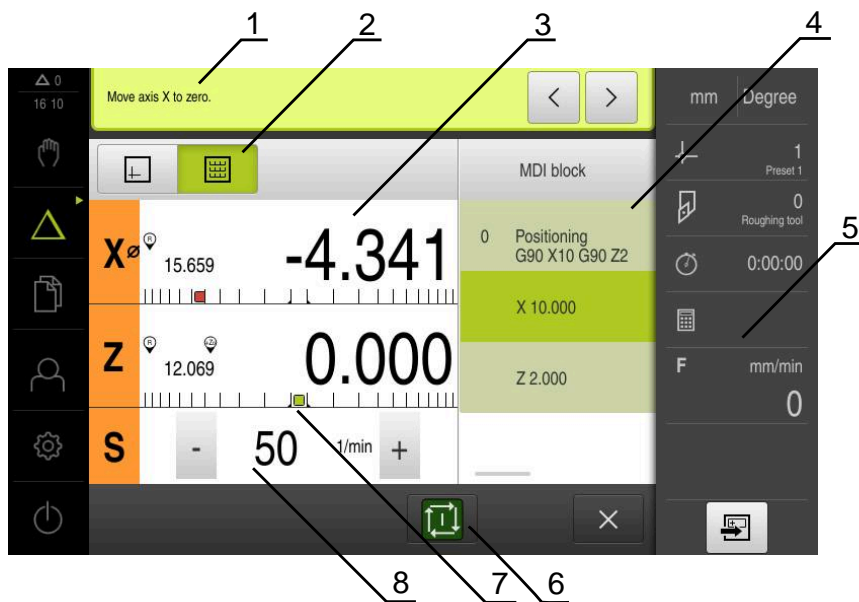 1 2 3 4
0
16 10
Move axis X to zero.
< >
mm Degree
MDI block
1
Preset 1
0
Roughing tool
5
0:00:00
X ⌀ R 15.659 -4.341
0 Positioning
G90 X10 G90 Z2
X 10.000
Z R 12.069 0.000
Z 2.000
F mm/min
0
S - 50 1/min +
8 7 6